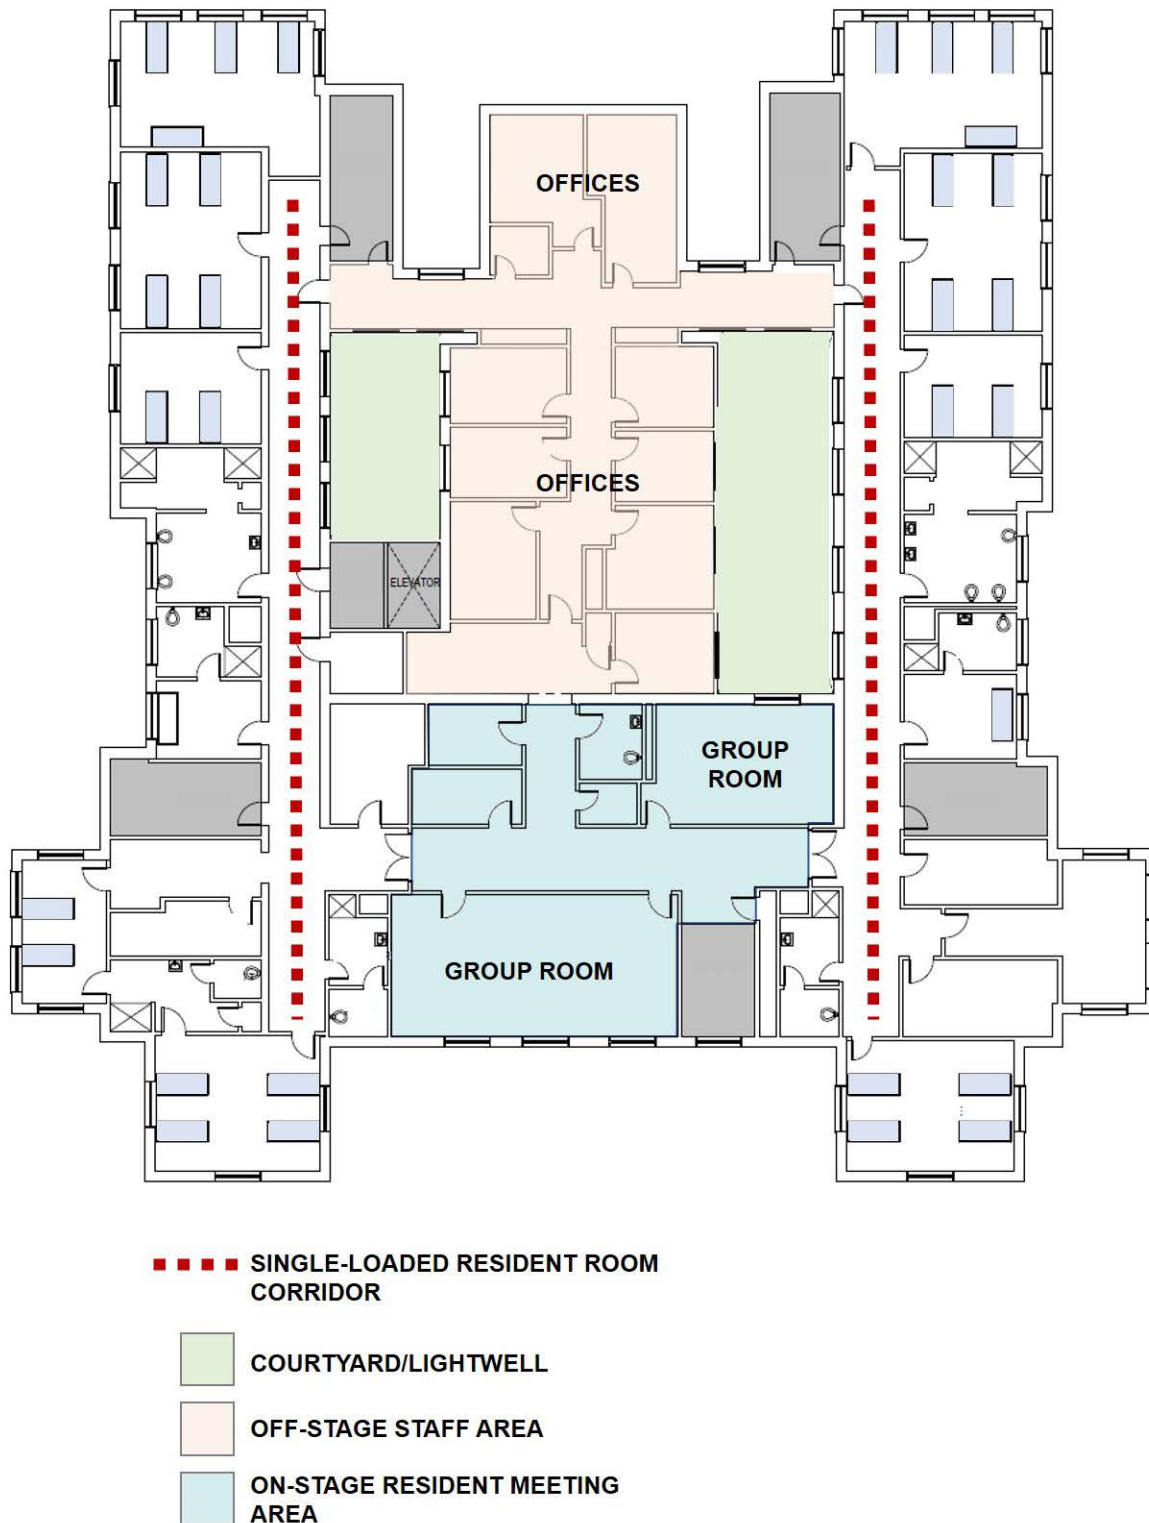 OFFICES
OFFICES
ELEVATOR
GROUP
ROOM
GROUP ROOM
SINGLE-LOADED RESIDENT ROOM
CORRIDOR
COURTYARD/LIGHTWELL
OFF-STAGE STAFF AREA
ON-STAGE RESIDENT MEETING
AREA